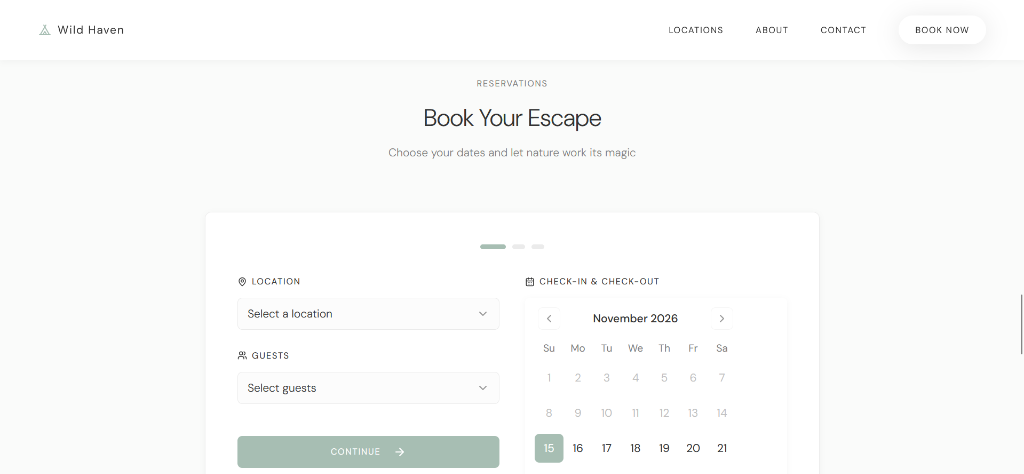 Wild Haven
LOCATIONS
ABOUT
CONTACT
BOOK NOW
RESERVATIONS
Book Your Escape
Choose your dates and let nature work its magic
LOCATION
Select a location
GUESTS
Select guests
CONTINUE
CHECK-IN & CHECK-OUT
November 2026
Su Mo Tu We Th Fr Sa
1 2 3 4 5 6 7
8 9 10 11 12 13 14
15 16 17 18 19 20 21